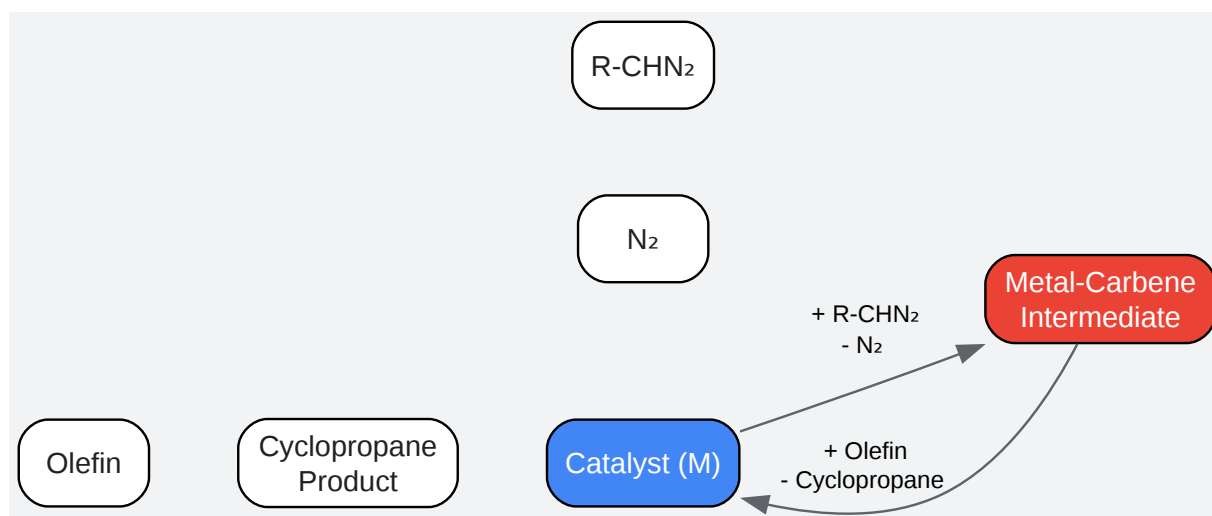 R-CHN₂
N₂
Metal-Carbene
Intermediate
+ R-CHN₂
- N₂
Olefin
Cyclopropane
Product
Catalyst (M)
+ Olefin
- Cyclopropane